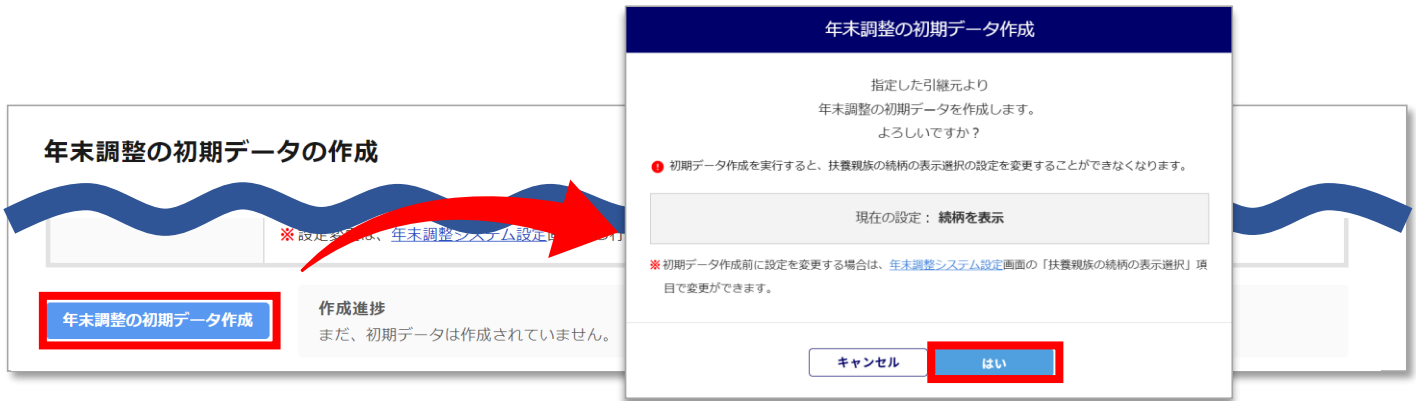 年末調整の初期データの作成
※設定変更は、年末調整システム設定画面
年末調整の初期データ作成
作成進捗
まだ、初期データは作成されていません。
年末調整の初期データ作成
指定した引継元より
年末調整の初期データを作成します。
よろしいですか？
初期データ作成を実行すると、扶養親族の続柄の表示選択の設定を変更することができなくなります。
現在の設定： 続柄を表示
※初期データ作成前に設定を変更する場合は、年末調整システム設定画面の「扶養親族の続柄の表示選択」項
目で変更ができます。
キャンセル
はい